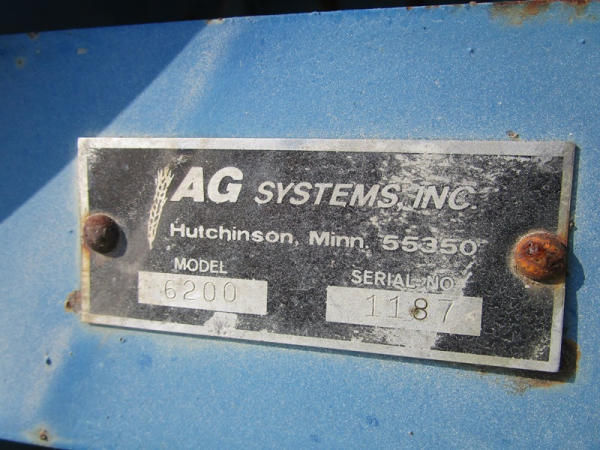 AG SYSTEMS, INC.
Hutchinson, Minn. 55350
MODEL SERIAL NO
6200 1187